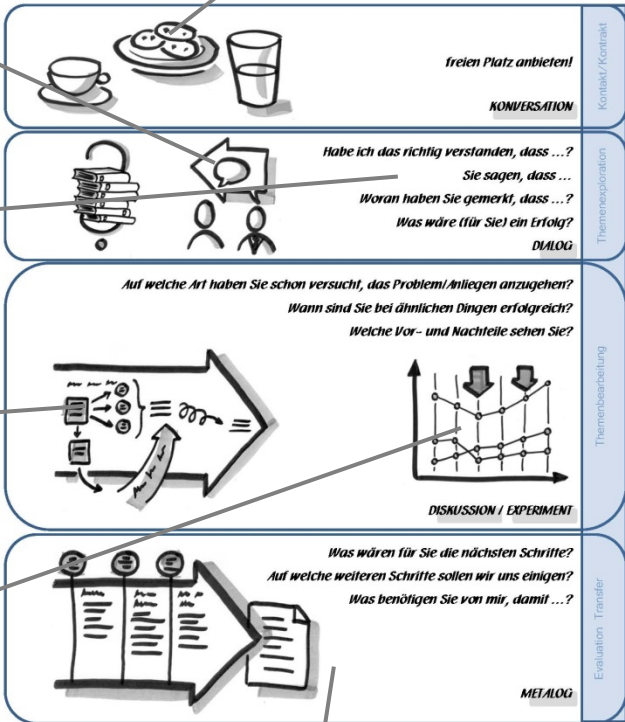 freien Platz anbieten!
KONVERSATION
Kontakt/Kontrakt
Habe ich das richtig verstanden, dass ...?
Sie sagen, dass ...
Woran haben Sie gemerkt, dass ...?
Was wäre (für Sie) ein Erfolg?
DIALOG
Themenexploration
Auf welche Art haben Sie schon versucht, das Problem/Anliegen anzugehen?
Wann sind Sie bei ähnlichen Dingen erfolgreich?
Welche Vor- und Nachteile sehen Sie?
DISKUSSION / EXPERIMENT
Themenbearbeitung
Was wären für Sie die nächsten Schritte?
Auf welche weiteren Schritte sollen wir uns einigen?
Was benötigen Sie von mir, damit ...?
METALOG
Evaluation Transfer